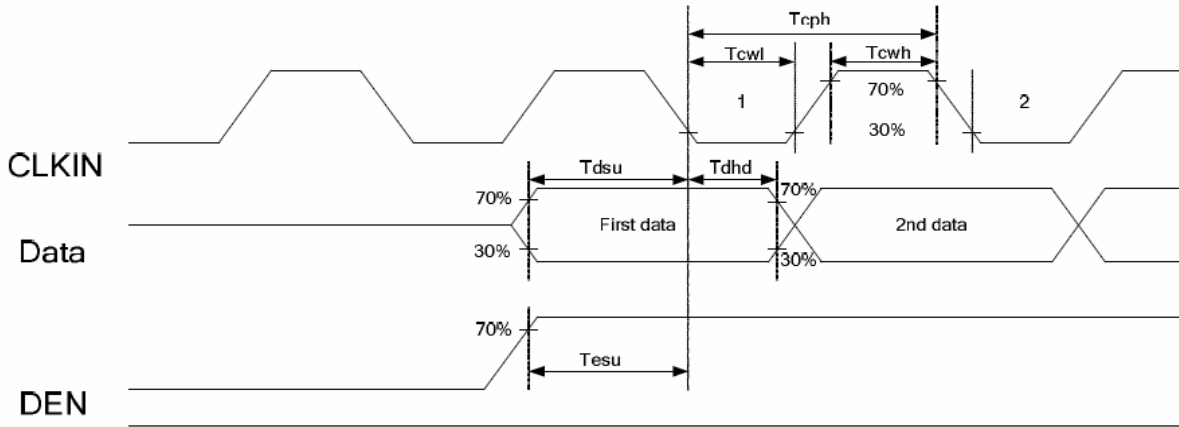 Tcph
Tcwl
Tcwh
1
70%
2
30%
CLKIN
Tdsu
Tdhd
70%
70%
First data
2nd data
Data
30%
30%
70%
Tesu
DEN